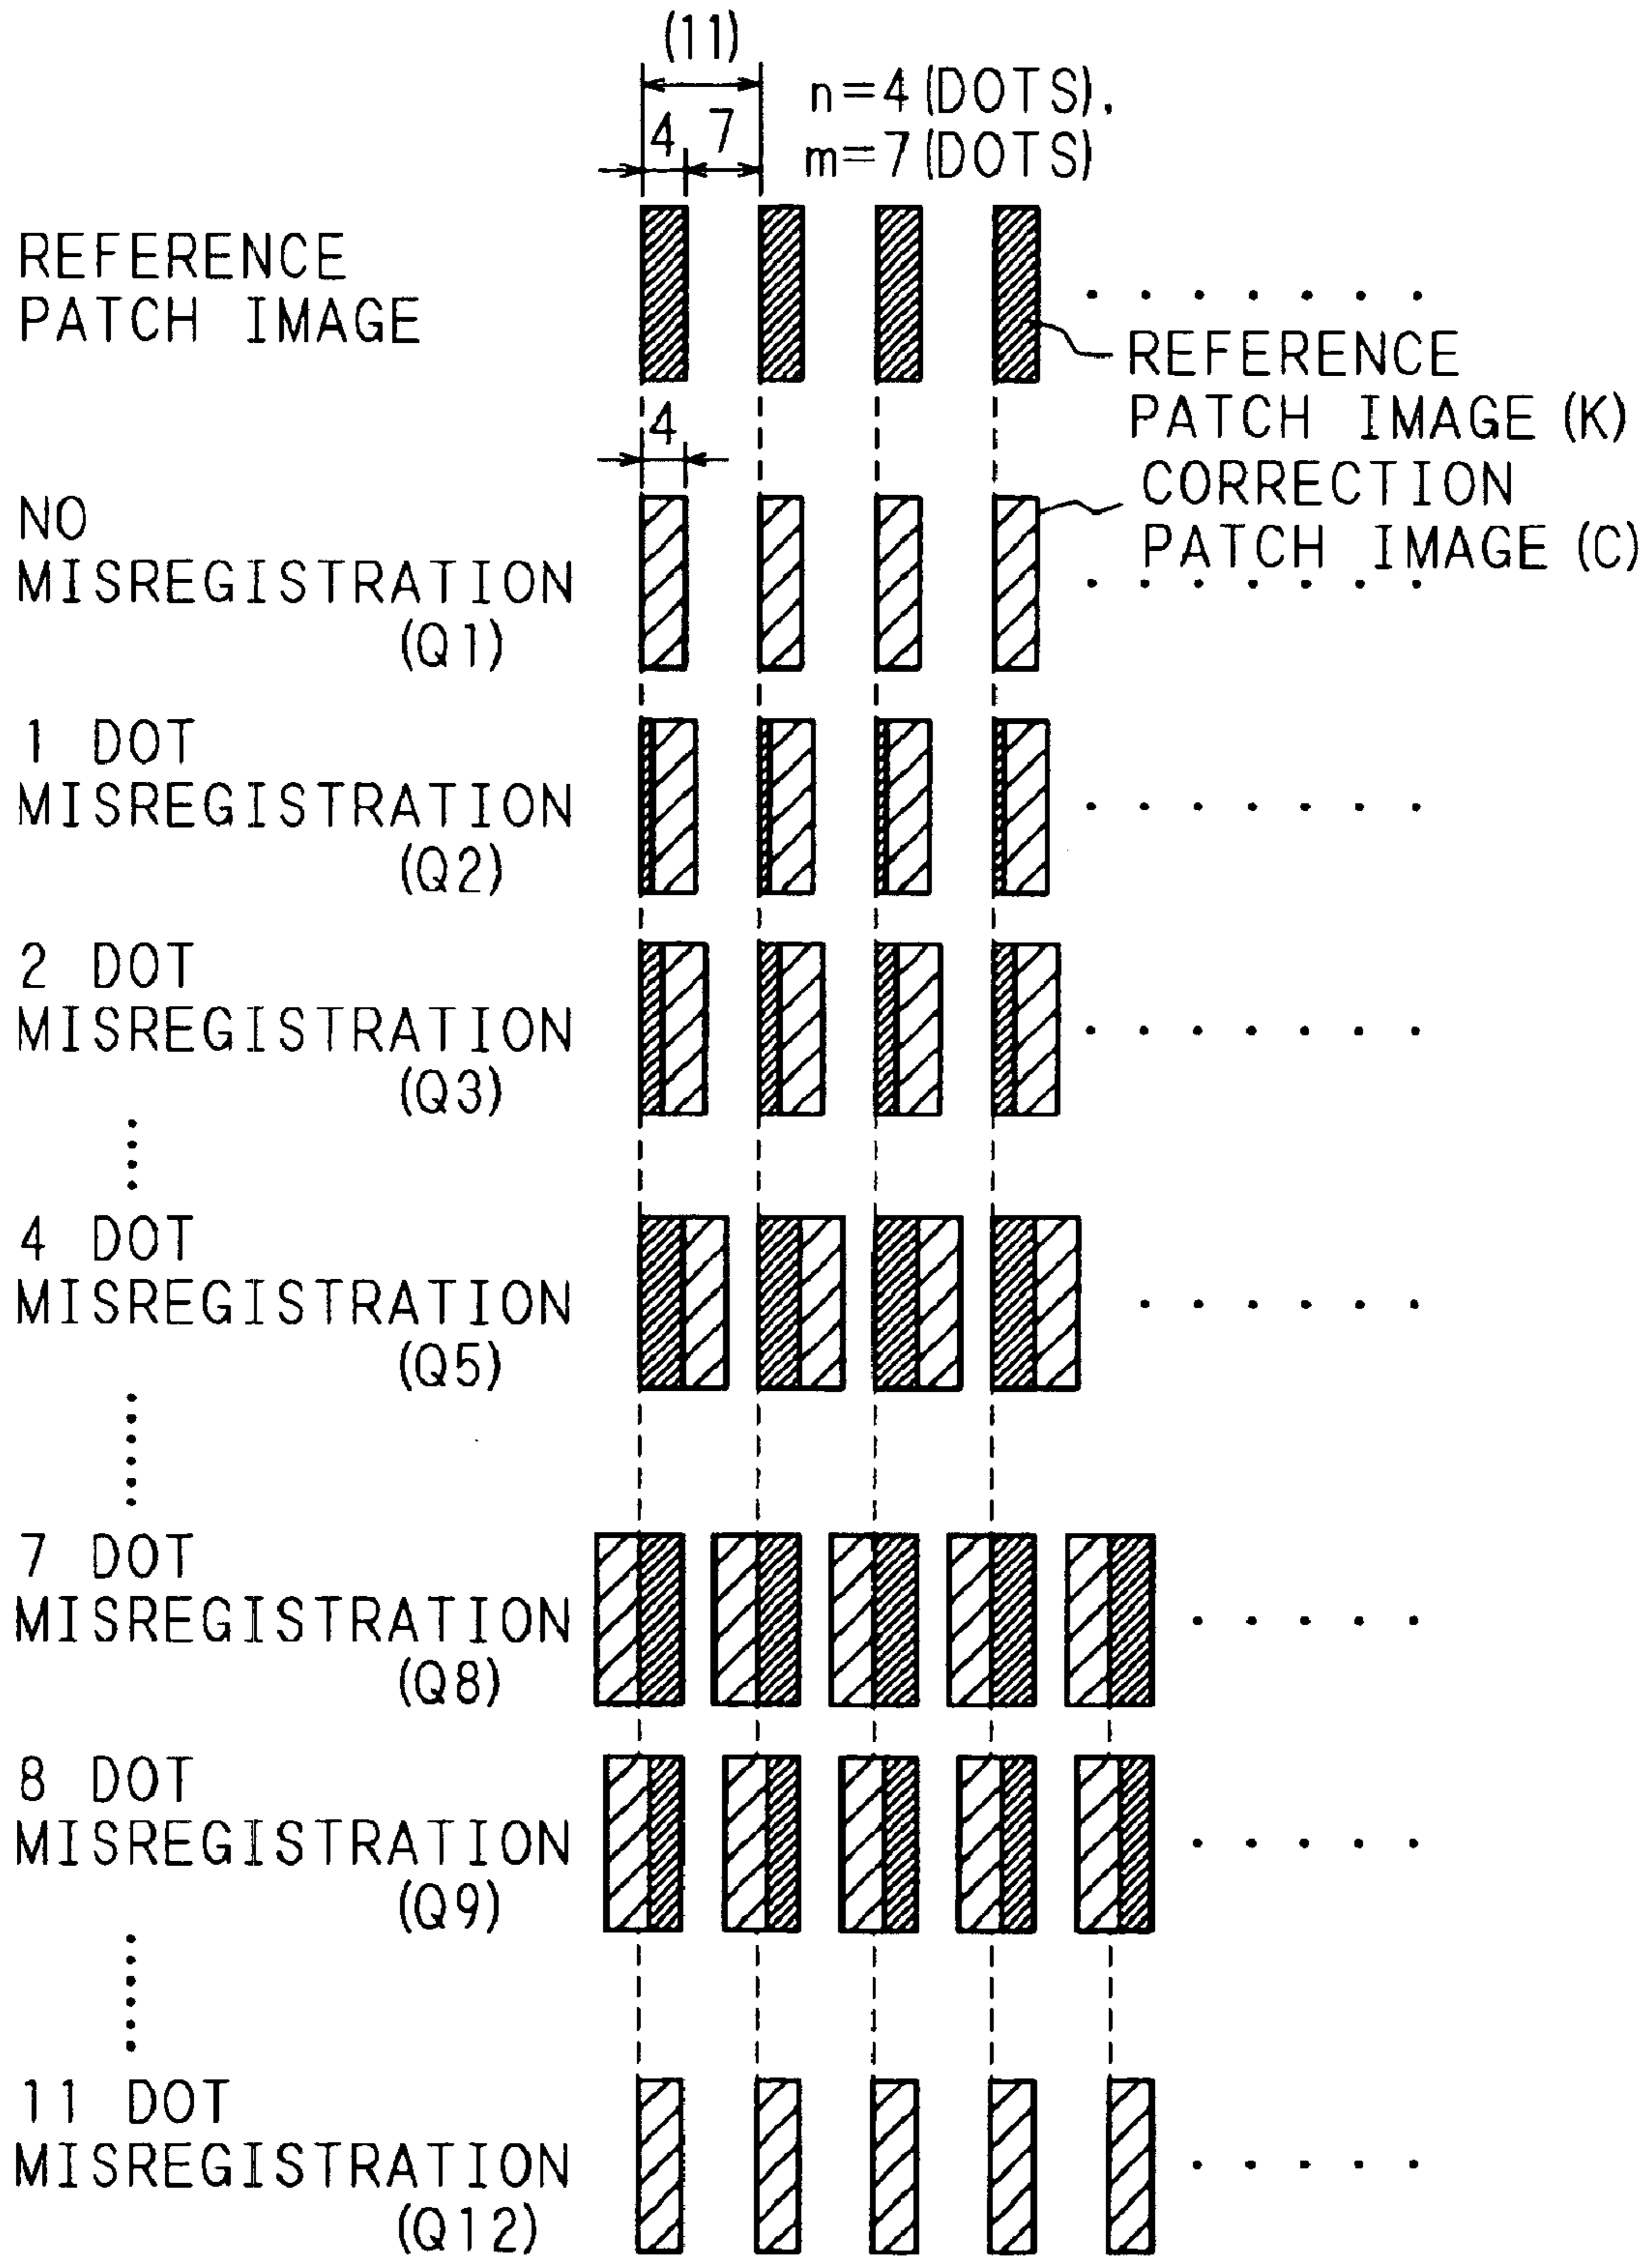 (11)
n=4(DOTS),
4 7
m=7(DOTS)
REFERENCE
PATCH IMAGE
REFERENCE
PATCH IMAGE(K)
4
CORRECTION
PATCH IMAGE(C)
NO
MISREGISTRATION
(Q1)
1 DOT
MISREGISTRATION
(Q2)
2 DOT
MISREGISTRATION
(Q3)
4 DOT
MISREGISTRATION
(Q5)
7 DOT
MISREGISTRATION
(Q8)
8 DOT
MISREGISTRATION
(Q9)
11 DOT
MISREGISTRATION
(Q12)